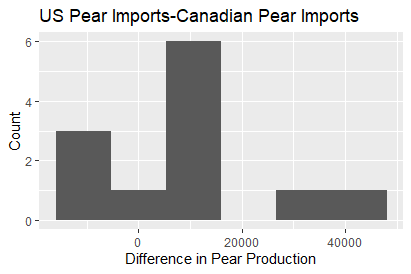 US Pear Imports-Canadian Pear Imports
6
4
2
0
Count
0 20000 40000
Difference in Pear Production